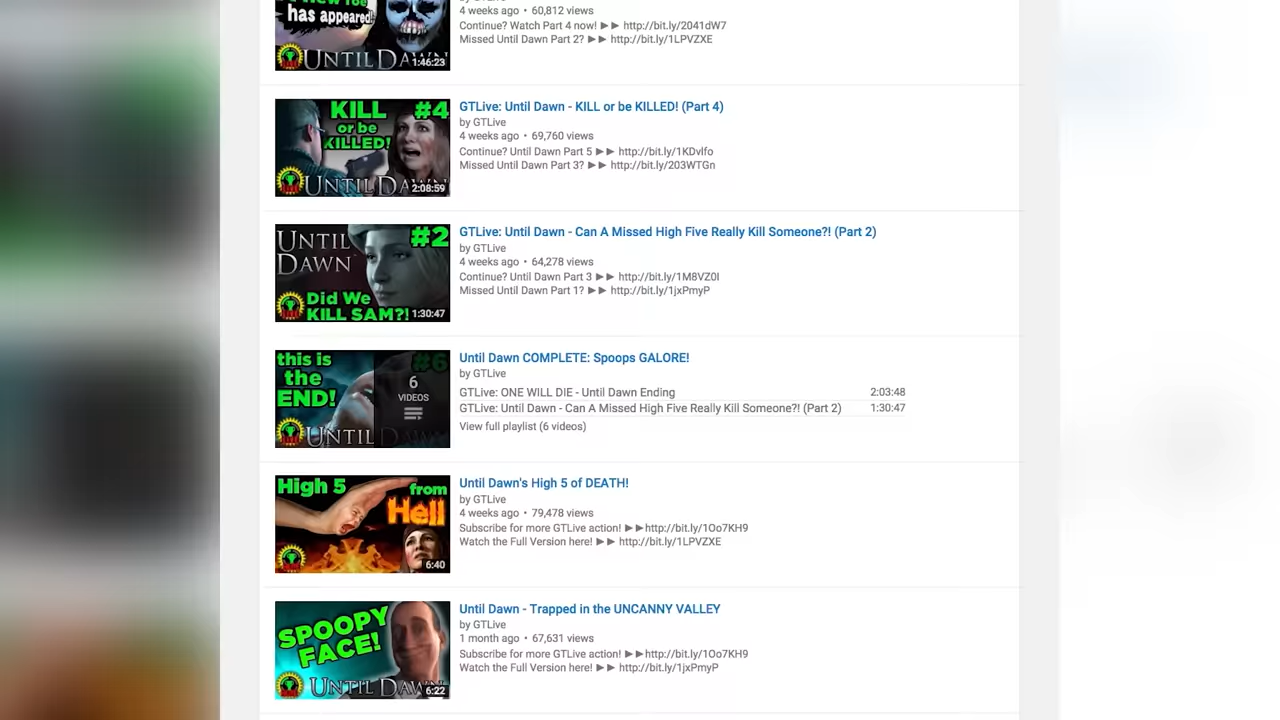 has appeared!
UNTIL DAWN
1:46:23
4 weeks ago • 60,812 views
Continue? Watch Part 4 now! ►► http://bit.ly/2041dW7
Missed Until Dawn Part 2? ►► http://bit.ly/1LPVZXE
KILL
or be
KILLED!
#4
UNTIL DAWN
2:08:59
GTLive: Until Dawn - KILL or be KILLED! (Part 4)
by GTLive
4 weeks ago • 69,760 views
Continue? Until Dawn Part 5 ►► http://bit.ly/1KDvlfo
Missed Until Dawn Part 3? ►► http://bit.ly/203WTGn
UNTIL
DAWN
#2
Did We
KILL SAM?!
1:30:47
GTLive: Until Dawn - Can A Missed High Five Really Kill Someone?! (Part 2)
by GTLive
4 weeks ago • 64,278 views
Continue? Until Dawn Part 3 ►► http://bit.ly/1M8VZ0I
Missed Until Dawn Part 1? ►► http://bit.ly/1jxPmyP
this is
the
END!
#6
6
VIDEOS
UNTIL DAWN
Until Dawn COMPLETE: Spoops GALORE!
by GTLive
GTLive: ONE WILL DIE - Until Dawn Ending 2:03:48
GTLive: Until Dawn - Can A Missed High Five Really Kill Someone?! (Part 2) 1:30:47
View full playlist (6 videos)
High 5
from
Hell
6:40
Until Dawn's High 5 of DEATH!
by GTLive
4 weeks ago • 79,478 views
Subscribe for more GTLive action! ►►http://bit.ly/1Oo7KH9
Watch the Full Version here! ►► http://bit.ly/1LPVZXE
SPOOPY
FACE!
UNTIL DAWN
6:22
Until Dawn - Trapped in the UNCANNY VALLEY
by GTLive
1 month ago • 67,631 views
Subscribe for more GTLive action! ►►http://bit.ly/1Oo7KH9
Watch the Full Version here! ►► http://bit.ly/1jxPmyP